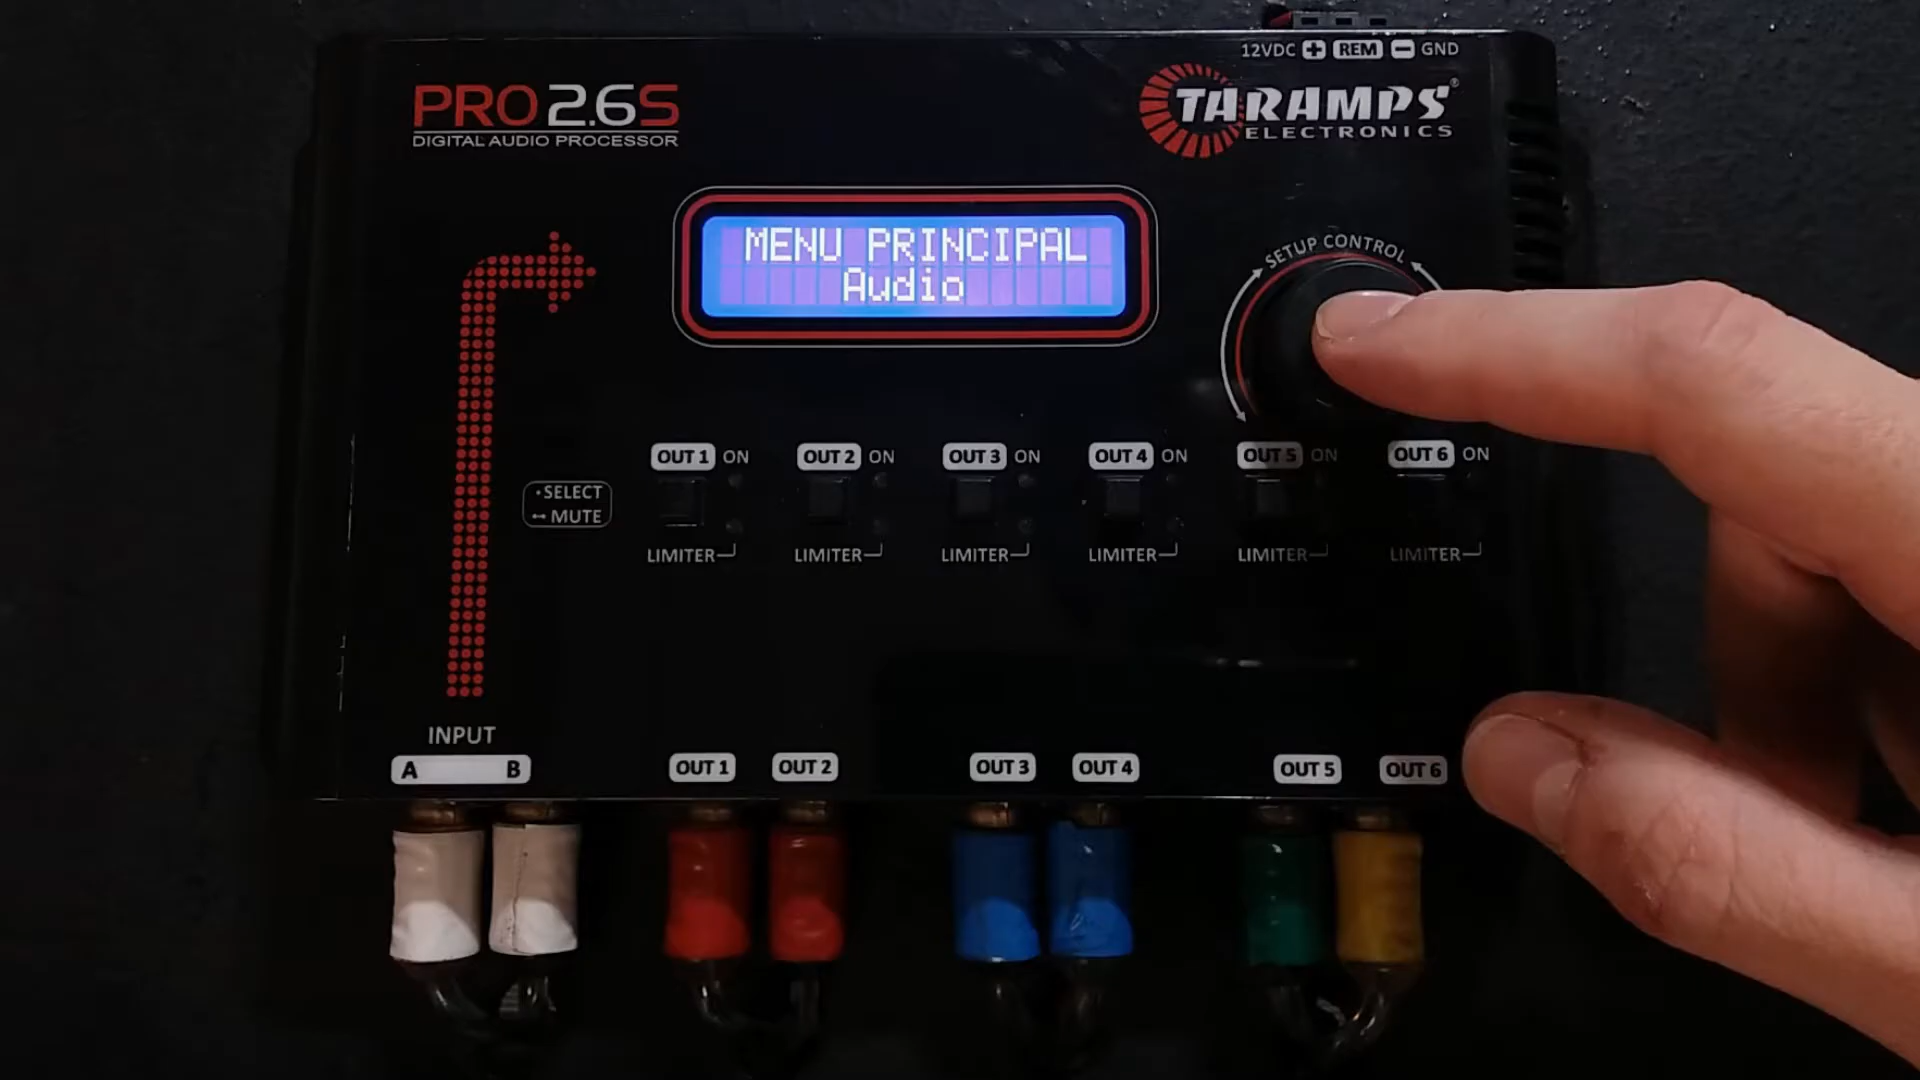 12VDC + REM - GND
PRO 2.6S
DIGITAL AUDIO PROCESSOR
TARAMPS®
ELECTRONICS
MENU PRINCIPAL
Audio
SETUP CONTROL
OUT 1 ON OUT 2 ON OUT 3 ON OUT 4 ON OUT 5 ON OUT 6 ON
• SELECT
↔ MUTE
LIMITER LIMITER LIMITER LIMITER LIMITER LIMITER
INPUT
A B OUT 1 OUT 2 OUT 3 OUT 4 OUT 5 OUT 6